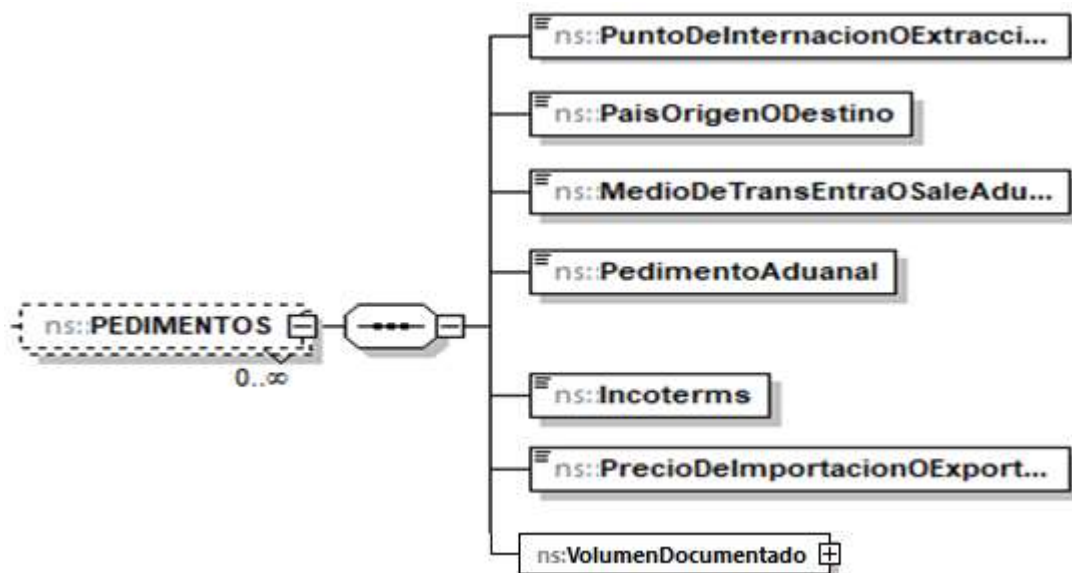 ns::PuntoDeInternacionOExtracci...
ns::PaisOrigenODestino
ns::MedioDeTransEntraOSaleAdu...
ns::PedimentoAduanal
ns::PEDIMENTOS
0..∞
ns::Incoterms
ns::PrecioDeImportacionOExport...
ns:VolumenDocumentado